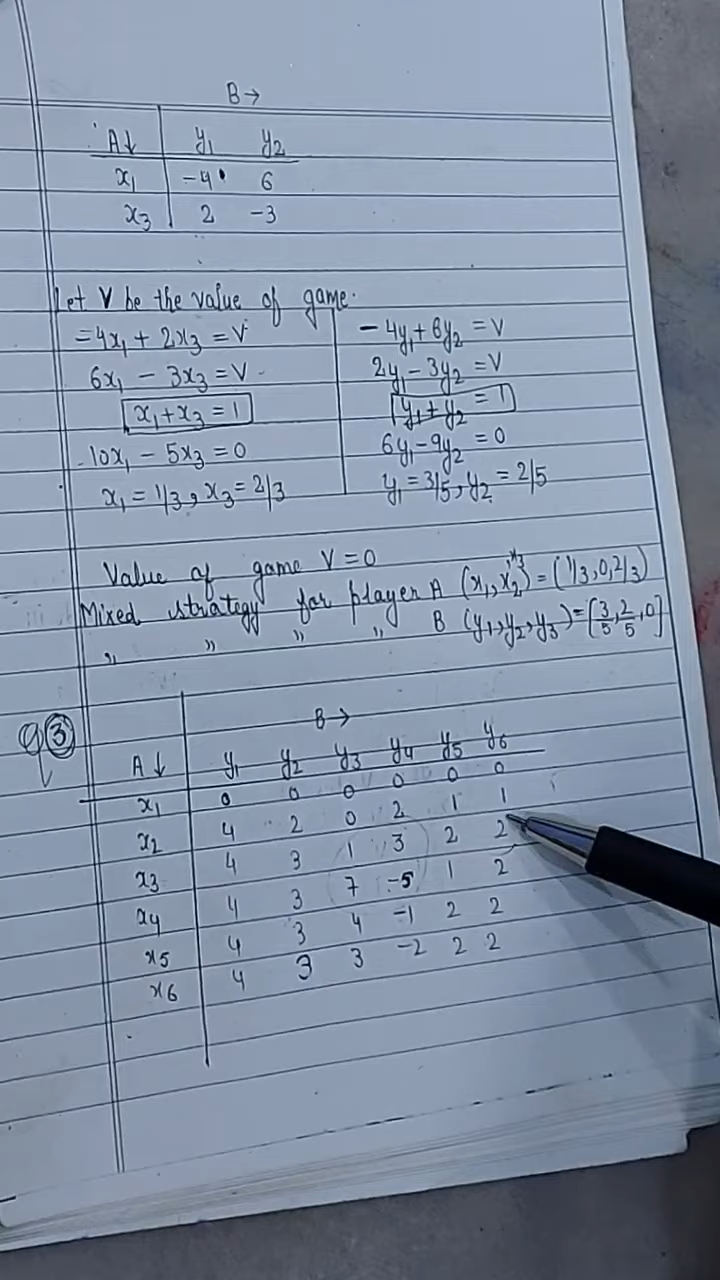 B→
A↓ y₁ y₂
x₁ -4 6
x₃ 2 -3
Let V be the value of game.
-4x₁ + 2x₃ = V
6x₁ - 3x₃ = V
x₁ + x₃ = 1
10x₁ - 5x₃ = 0
x₁ = 1/3, x₃ = 2/3
-4y₁ + 6y₂ = V
2y₁ - 3y₂ = V
y₁ + y₂ = 1
6y₁ - 9y₂ = 0
y₁ = 3/5, y₂ = 2/5
Value of game V = 0
Mixed strategy for player A (x₁, x₂, x₃) = (1/3, 0, 2/3)
" " " " B (y₁, y₂, y₃) = [3/5, 2/5, 0]
Q③
B→
A↓ y₁ y₂ y₃ y₄ y₅ y₆
x₁ 0 0 0 0 0 0
x₂ 4 2 0 2 1 1
x₃ 4 3 1 3 2 2
x₄ 4 3 7 -5 1 2
x₅ 4 3 4 -1 2 2
x₆ 4 3 3 -2 2 2